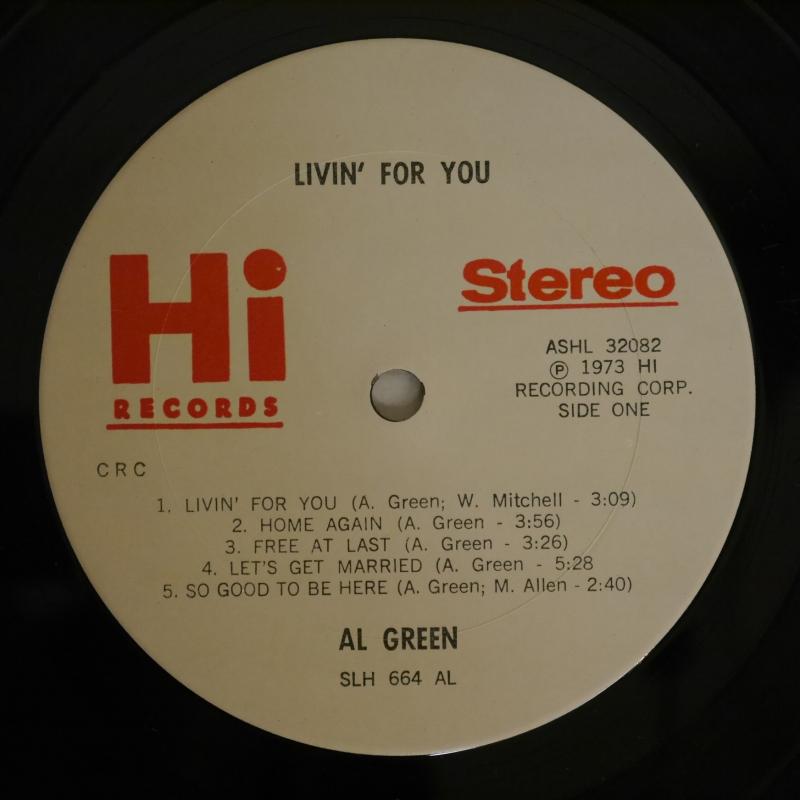 LIVIN' FOR YOU
Hi
RECORDS
Stereo
ASHL 32082
℗ 1973 HI
RECORDING CORP.
SIDE ONE
CRC
1. LIVIN' FOR YOU (A. Green; W. Mitchell - 3:09)
2. HOME AGAIN (A. Green - 3:56)
3. FREE AT LAST (A. Green - 3:26)
4. LET'S GET MARRIED (A. Green - 5:28
5. SO GOOD TO BE HERE (A. Green; M. Allen - 2:40)
AL GREEN
SLH 664 AL